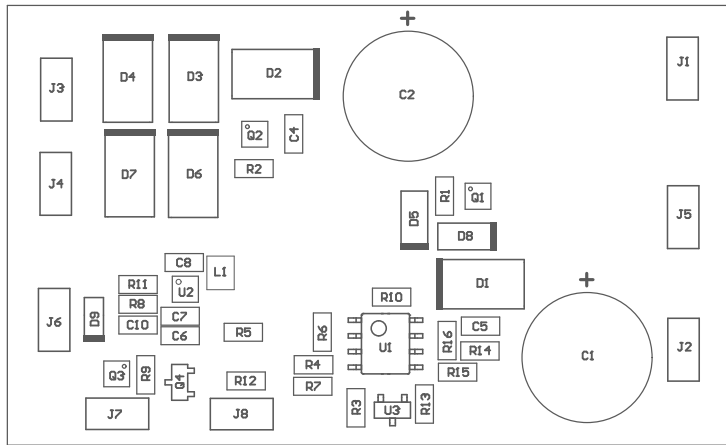 +
J1
D4
D3
D2
J3
C2
Q2
C4
R2
D7
D6
J4
R1
Q1
D5
J5
D8
C8
L1
R11
U2
D1
+
R10
R8
C7
J6
D9
C10
C6
R5
R6
U1
R16
C5
R14
C1
J2
R4
R15
Q3
R9
Q4
R12
R7
R3
U3
R13
J7
J8